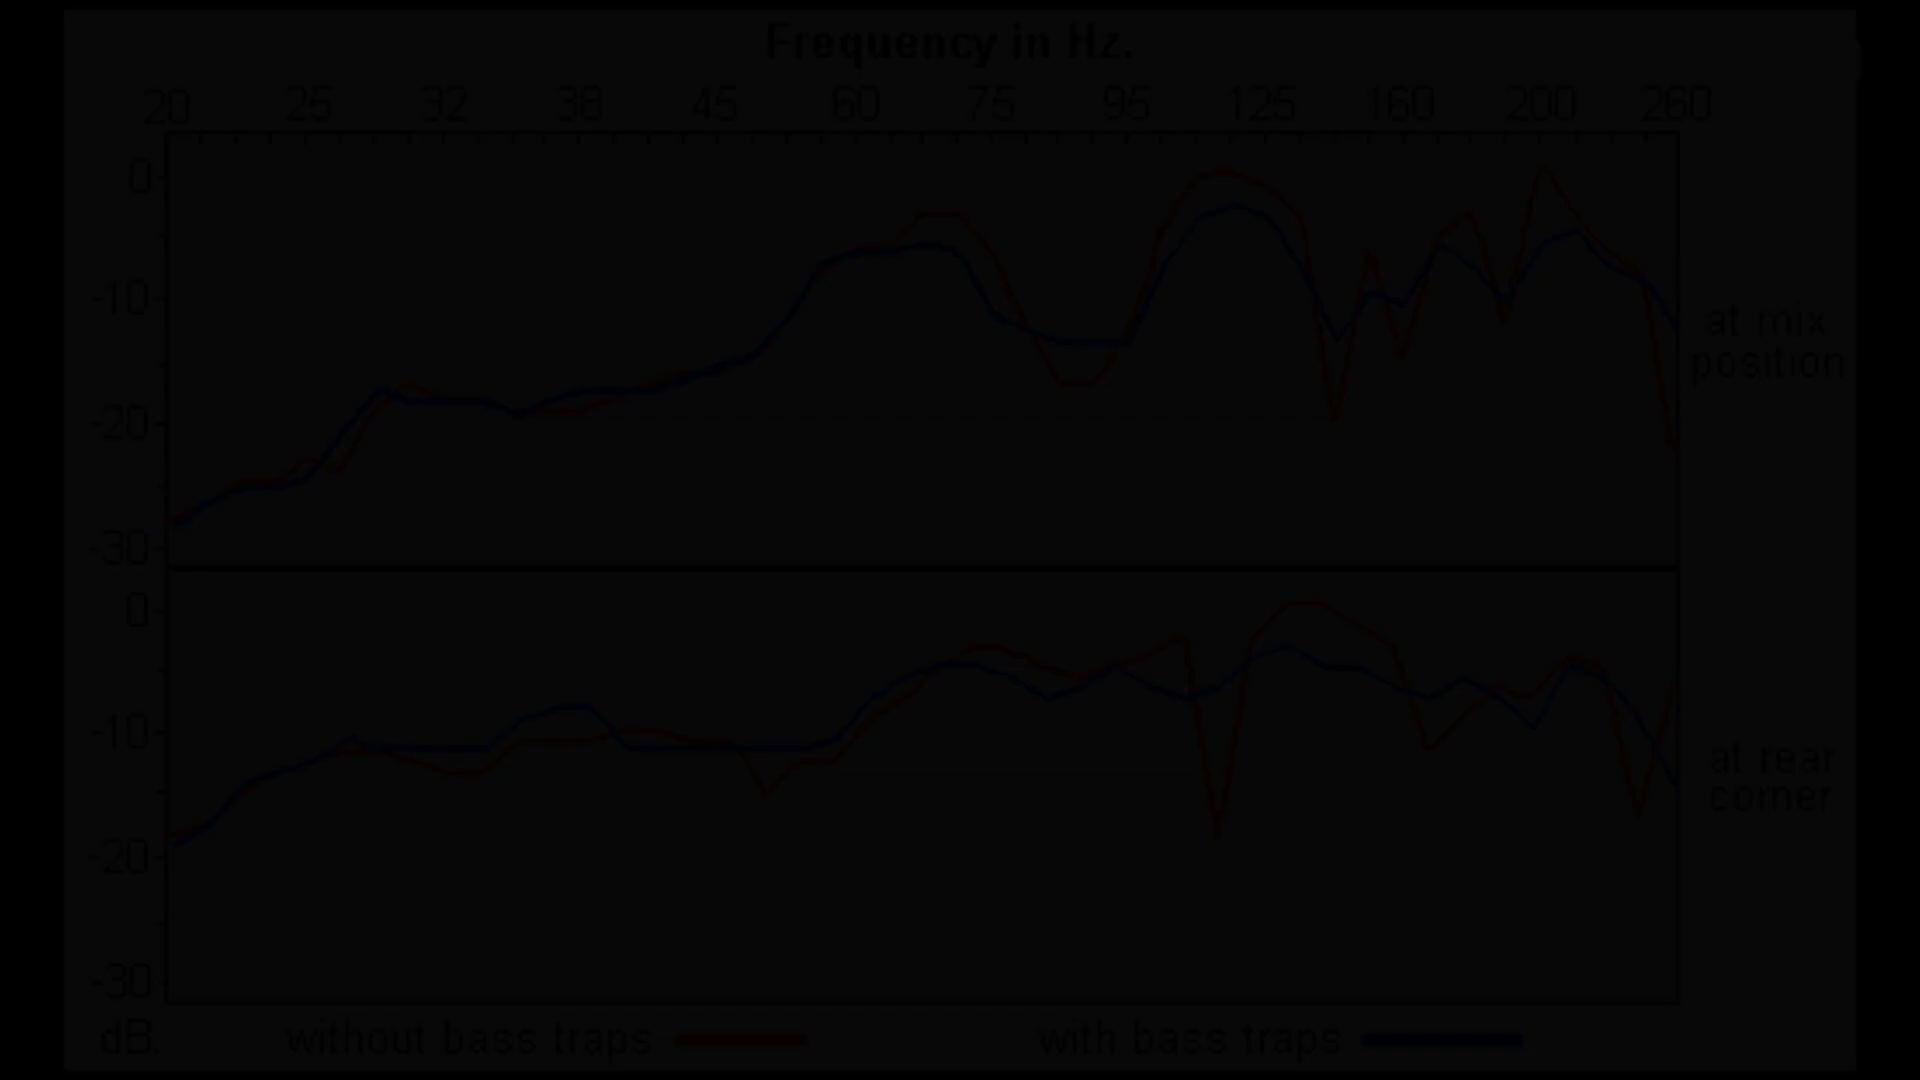 Frequency in Hz.
20 25 32 38 45 60 75 95 125 160 200 260
0
-10
-20
-30
at mix
position
0
-10
-20
-30
at rear
corner
dB. without bass traps with bass traps